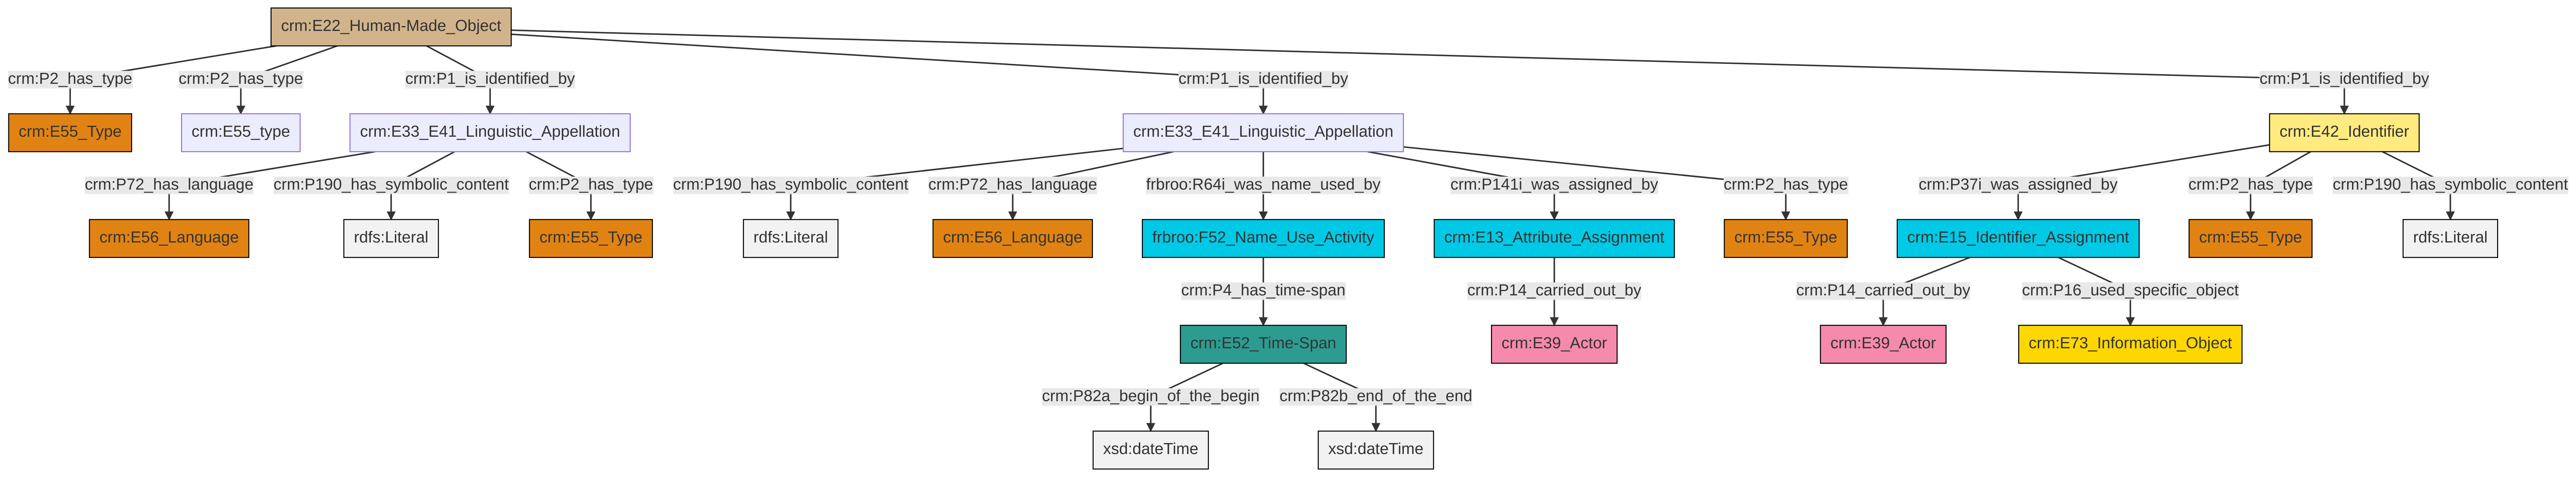 crm:E22_Human-Made_Object
crm:P2_has_type
crm:P2_has_type
crm:P1_is_identified_by
crm:P1_is_identified_by
crm:P1_is_identified_by
crm:E55_Type
crm:E55_type
crm:E33_E41_Linguistic_Appellation
crm:E33_E41_Linguistic_Appellation
crm:E42_Identifier
crm:P72_has_language
crm:P190_has_symbolic_content
crm:P2_has_type
crm:P190_has_symbolic_content
crm:P72_has_language
frbroo:R64i_was_name_used_by
crm:P141i_was_assigned_by
crm:P2_has_type
crm:P37i_was_assigned_by
crm:P2_has_type
crm:P190_has_symbolic_content
crm:E56_Language
rdfs:Literal
crm:E55_Type
rdfs:Literal
crm:E56_Language
frbroo:F52_Name_Use_Activity
crm:E13_Attribute_Assignment
crm:E55_Type
crm:E15_Identifier_Assignment
crm:E55_Type
rdfs:Literal
crm:P4_has_time-span
crm:P14_carried_out_by
crm:P14_carried_out_by
crm:P16_used_specific_object
crm:E52_Time-Span
crm:E39_Actor
crm:E39_Actor
crm:E73_Information_Object
crm:P82a_begin_of_the_begin
crm:P82b_end_of_the_end
xsd:dateTime
xsd:dateTime